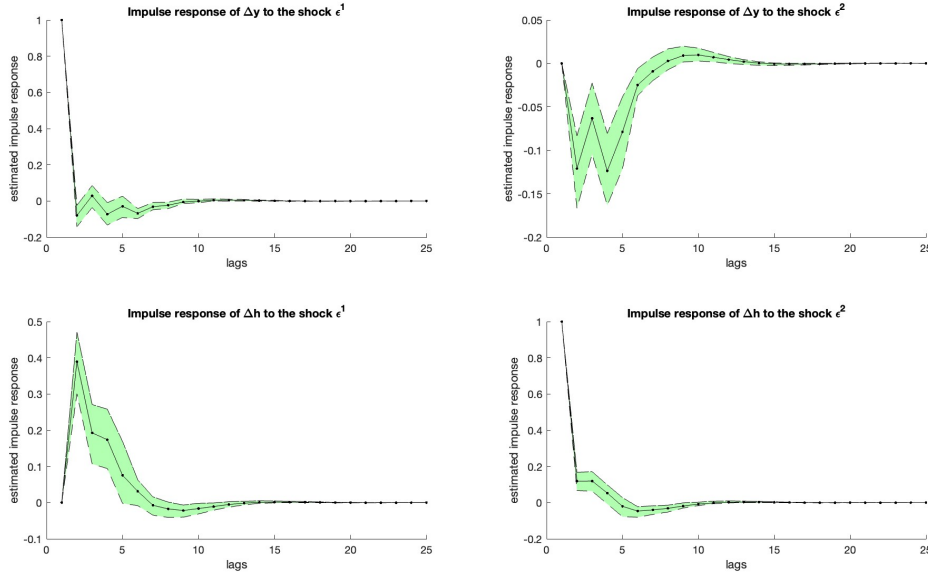 Impulse response of Δy to the shock ϵ¹
estimated impulse response
1
0.8
0.6
0.4
0.2
0
-0.2
0 5 10 15 20 25
lags
Impulse response of Δy to the shock ϵ²
estimated impulse response
0.05
0
-0.05
-0.1
-0.15
-0.2
0 5 10 15 20 25
lags
Impulse response of Δh to the shock ϵ¹
estimated impulse response
0.5
0.4
0.3
0.2
0.1
0
-0.1
0 5 10 15 20 25
lags
Impulse response of Δh to the shock ϵ²
estimated impulse response
1
0.8
0.6
0.4
0.2
0
-0.2
0 5 10 15 20 25
lags